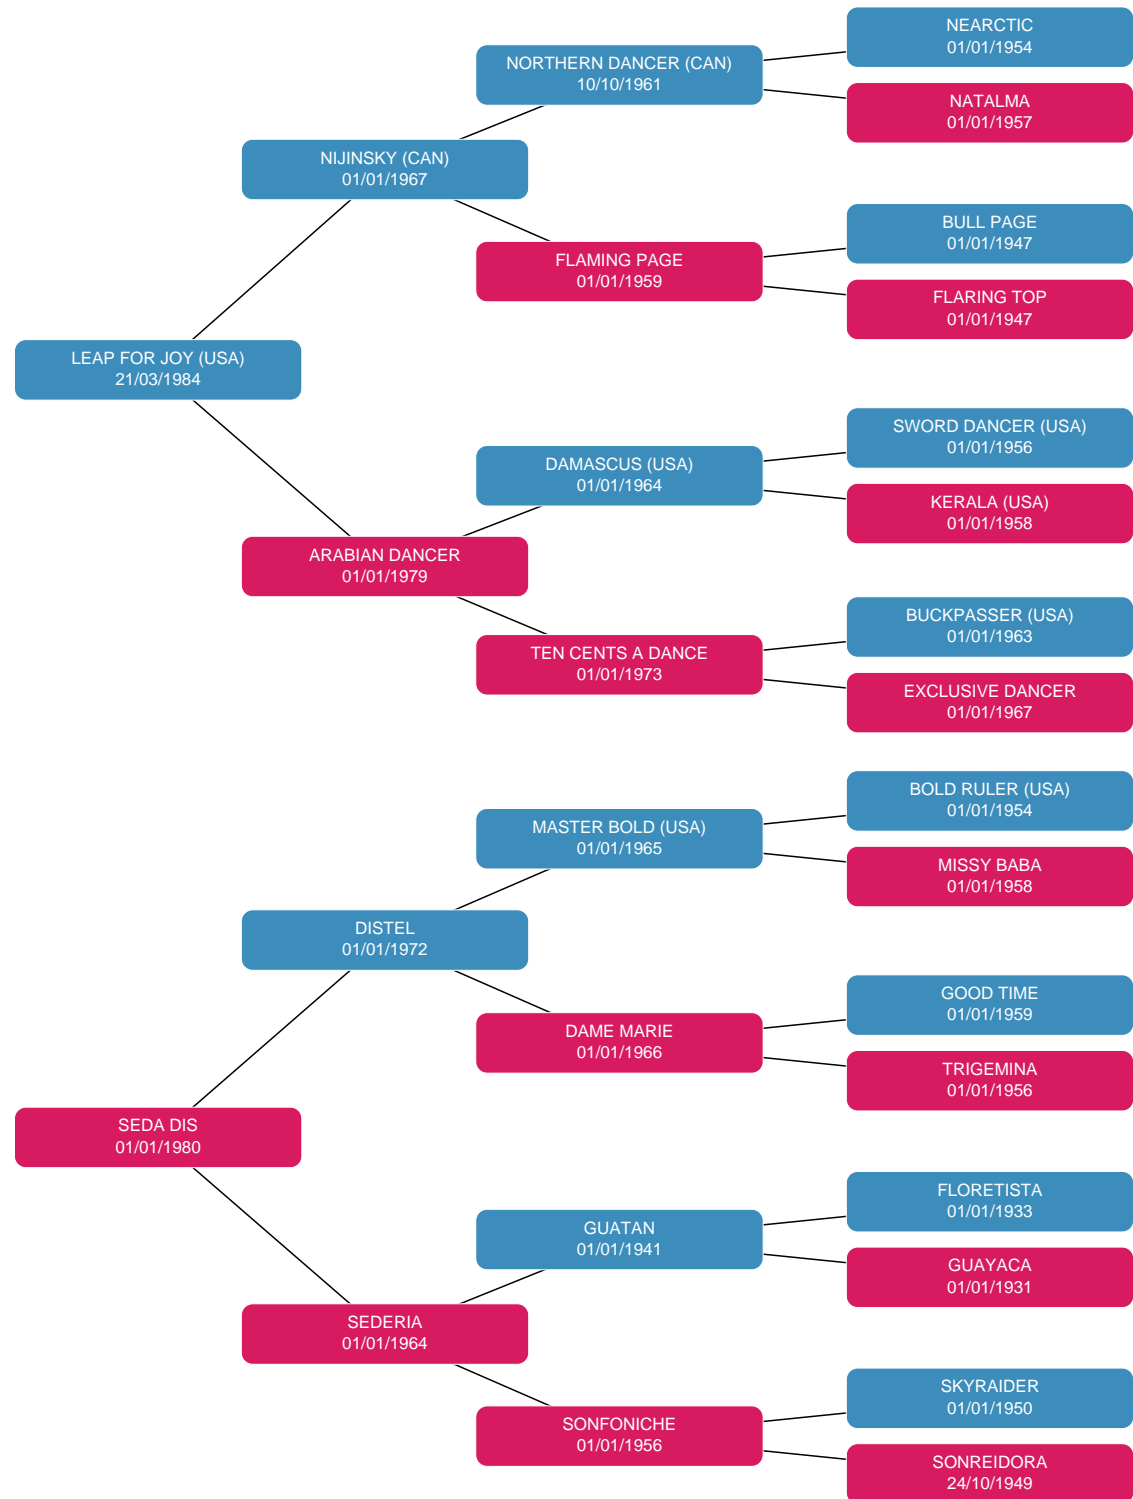 NEARCTIC
01/01/1954
NORTHERN DANCER (CAN)
10/10/1961
NATALMA
01/01/1957
NIJINSKY (CAN)
01/01/1967
BULL PAGE
01/01/1947
FLAMING PAGE
01/01/1959
FLARING TOP
01/01/1947
LEAP FOR JOY (USA)
21/03/1984
SWORD DANCER (USA)
01/01/1956
DAMASCUS (USA)
01/01/1964
KERALA (USA)
01/01/1958
ARABIAN DANCER
01/01/1979
BUCKPASSER (USA)
01/01/1963
TEN CENTS A DANCE
01/01/1973
EXCLUSIVE DANCER
01/01/1967
BOLD RULER (USA)
01/01/1954
MASTER BOLD (USA)
01/01/1965
MISSY BABA
01/01/1958
DISTEL
01/01/1972
GOOD TIME
01/01/1959
DAME MARIE
01/01/1966
TRIGEMINA
01/01/1956
SEDA DIS
01/01/1980
FLORETISTA
01/01/1933
GUATAN
01/01/1941
GUAYACA
01/01/1931
SEDERIA
01/01/1964
SKYRAIDER
01/01/1950
SONFONICHE
01/01/1956
SONREIDORA
24/10/1949